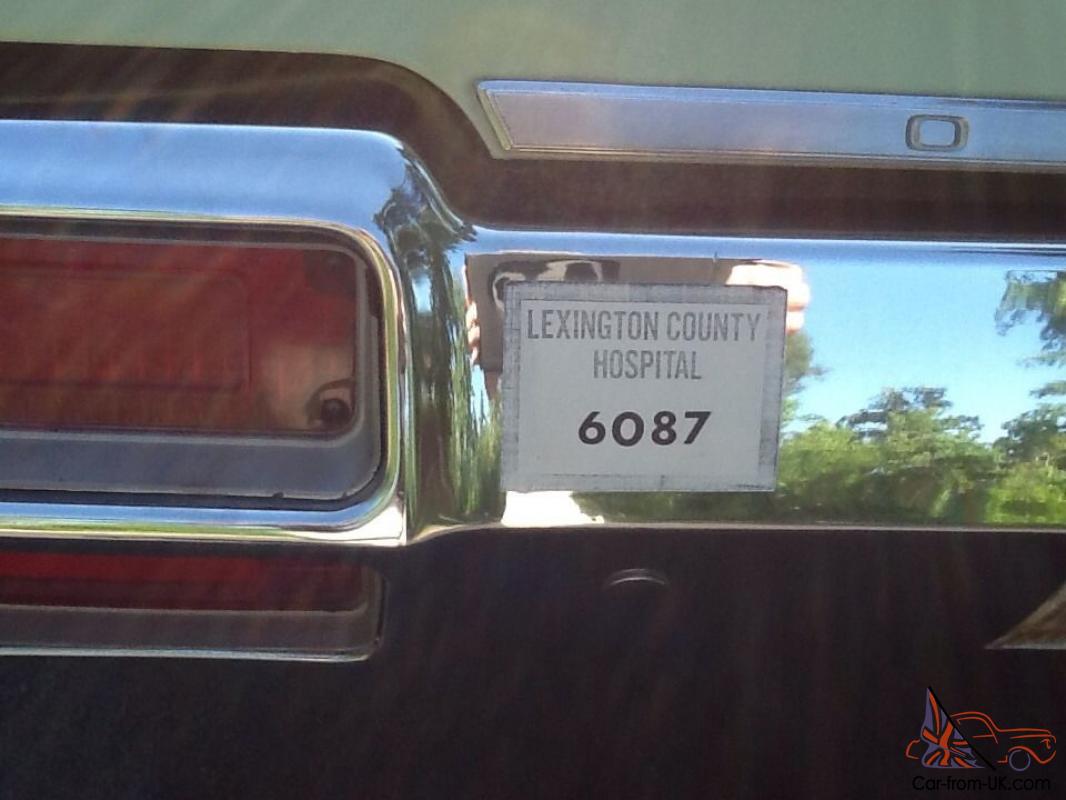 O
LEXINGTON COUNTY
HOSPITAL
6087
Car-from-UK.com